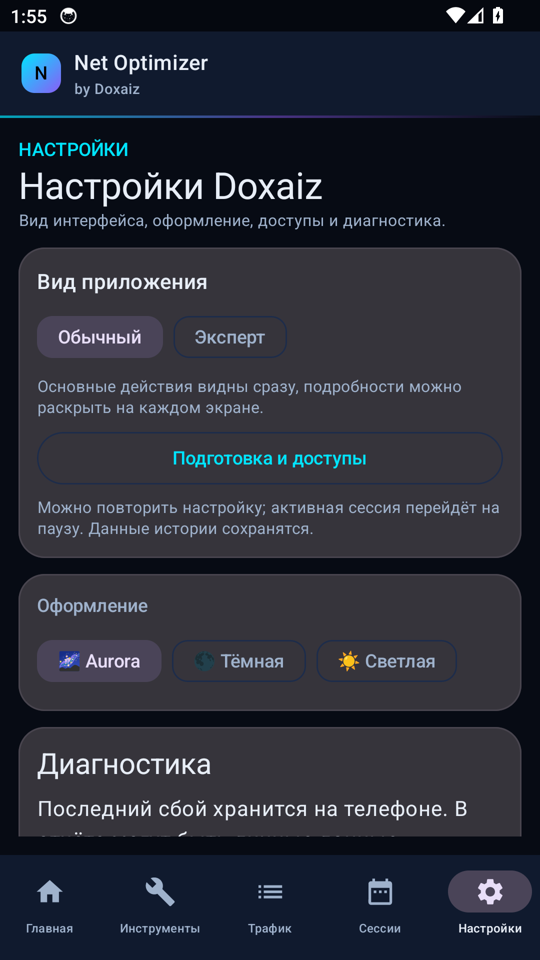 1:55
N
Net Optimizer
by Doxaiz
НАСТРОЙКИ
Настройки Doxaiz
Вид интерфейса, оформление, доступы и диагностика.
Вид приложения
Обычный
Эксперт
Основные действия видны сразу, подробности можно
раскрыть на каждом экране.
Подготовка и доступы
Можно повторить настройку; активная сессия перейдёт на
паузу. Данные истории сохранятся.
Оформление
🌌 Aurora
🌑 Тёмная
☀️ Светлая
Диагностика
Последний сбой хранится на телефоне. В
Главная
Инструменты
Трафик
Сессии
Настройки